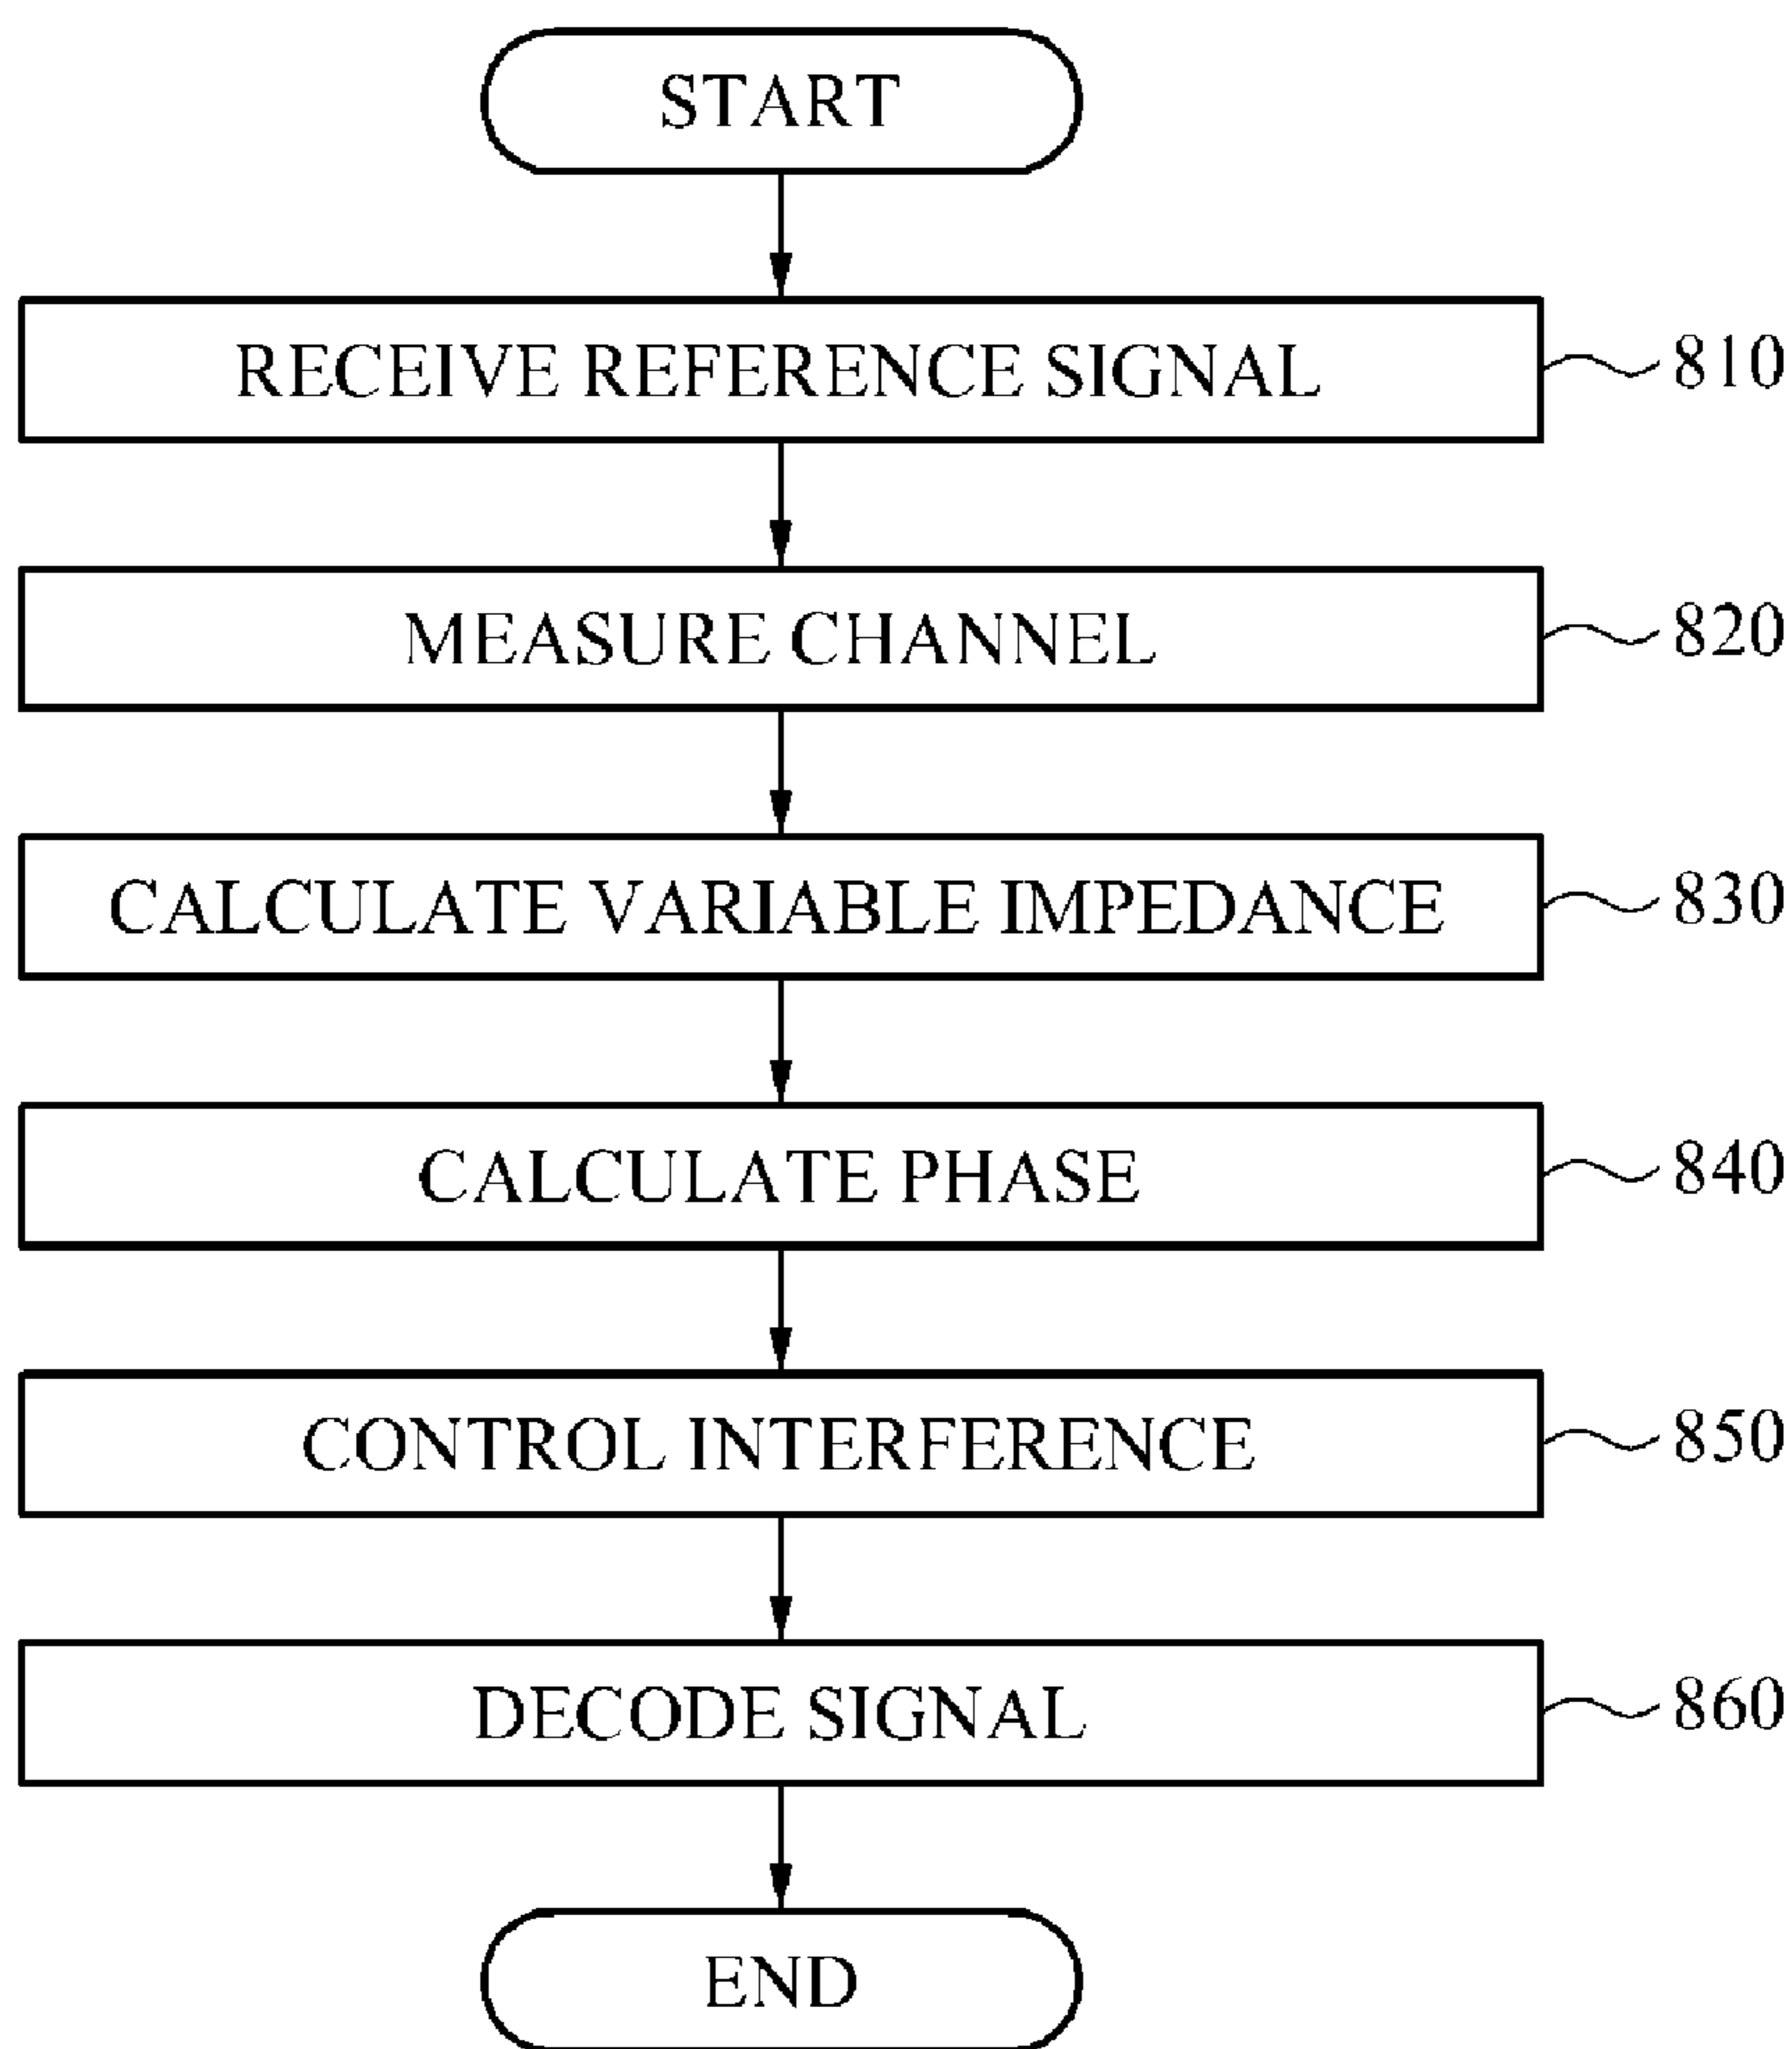 START
RECEIVE REFERENCE SIGNAL
810
MEASURE CHANNEL
820
CALCULATE VARIABLE IMPEDANCE
830
CALCULATE PHASE
840
CONTROL INTERFERENCE
850
DECODE SIGNAL
860
END